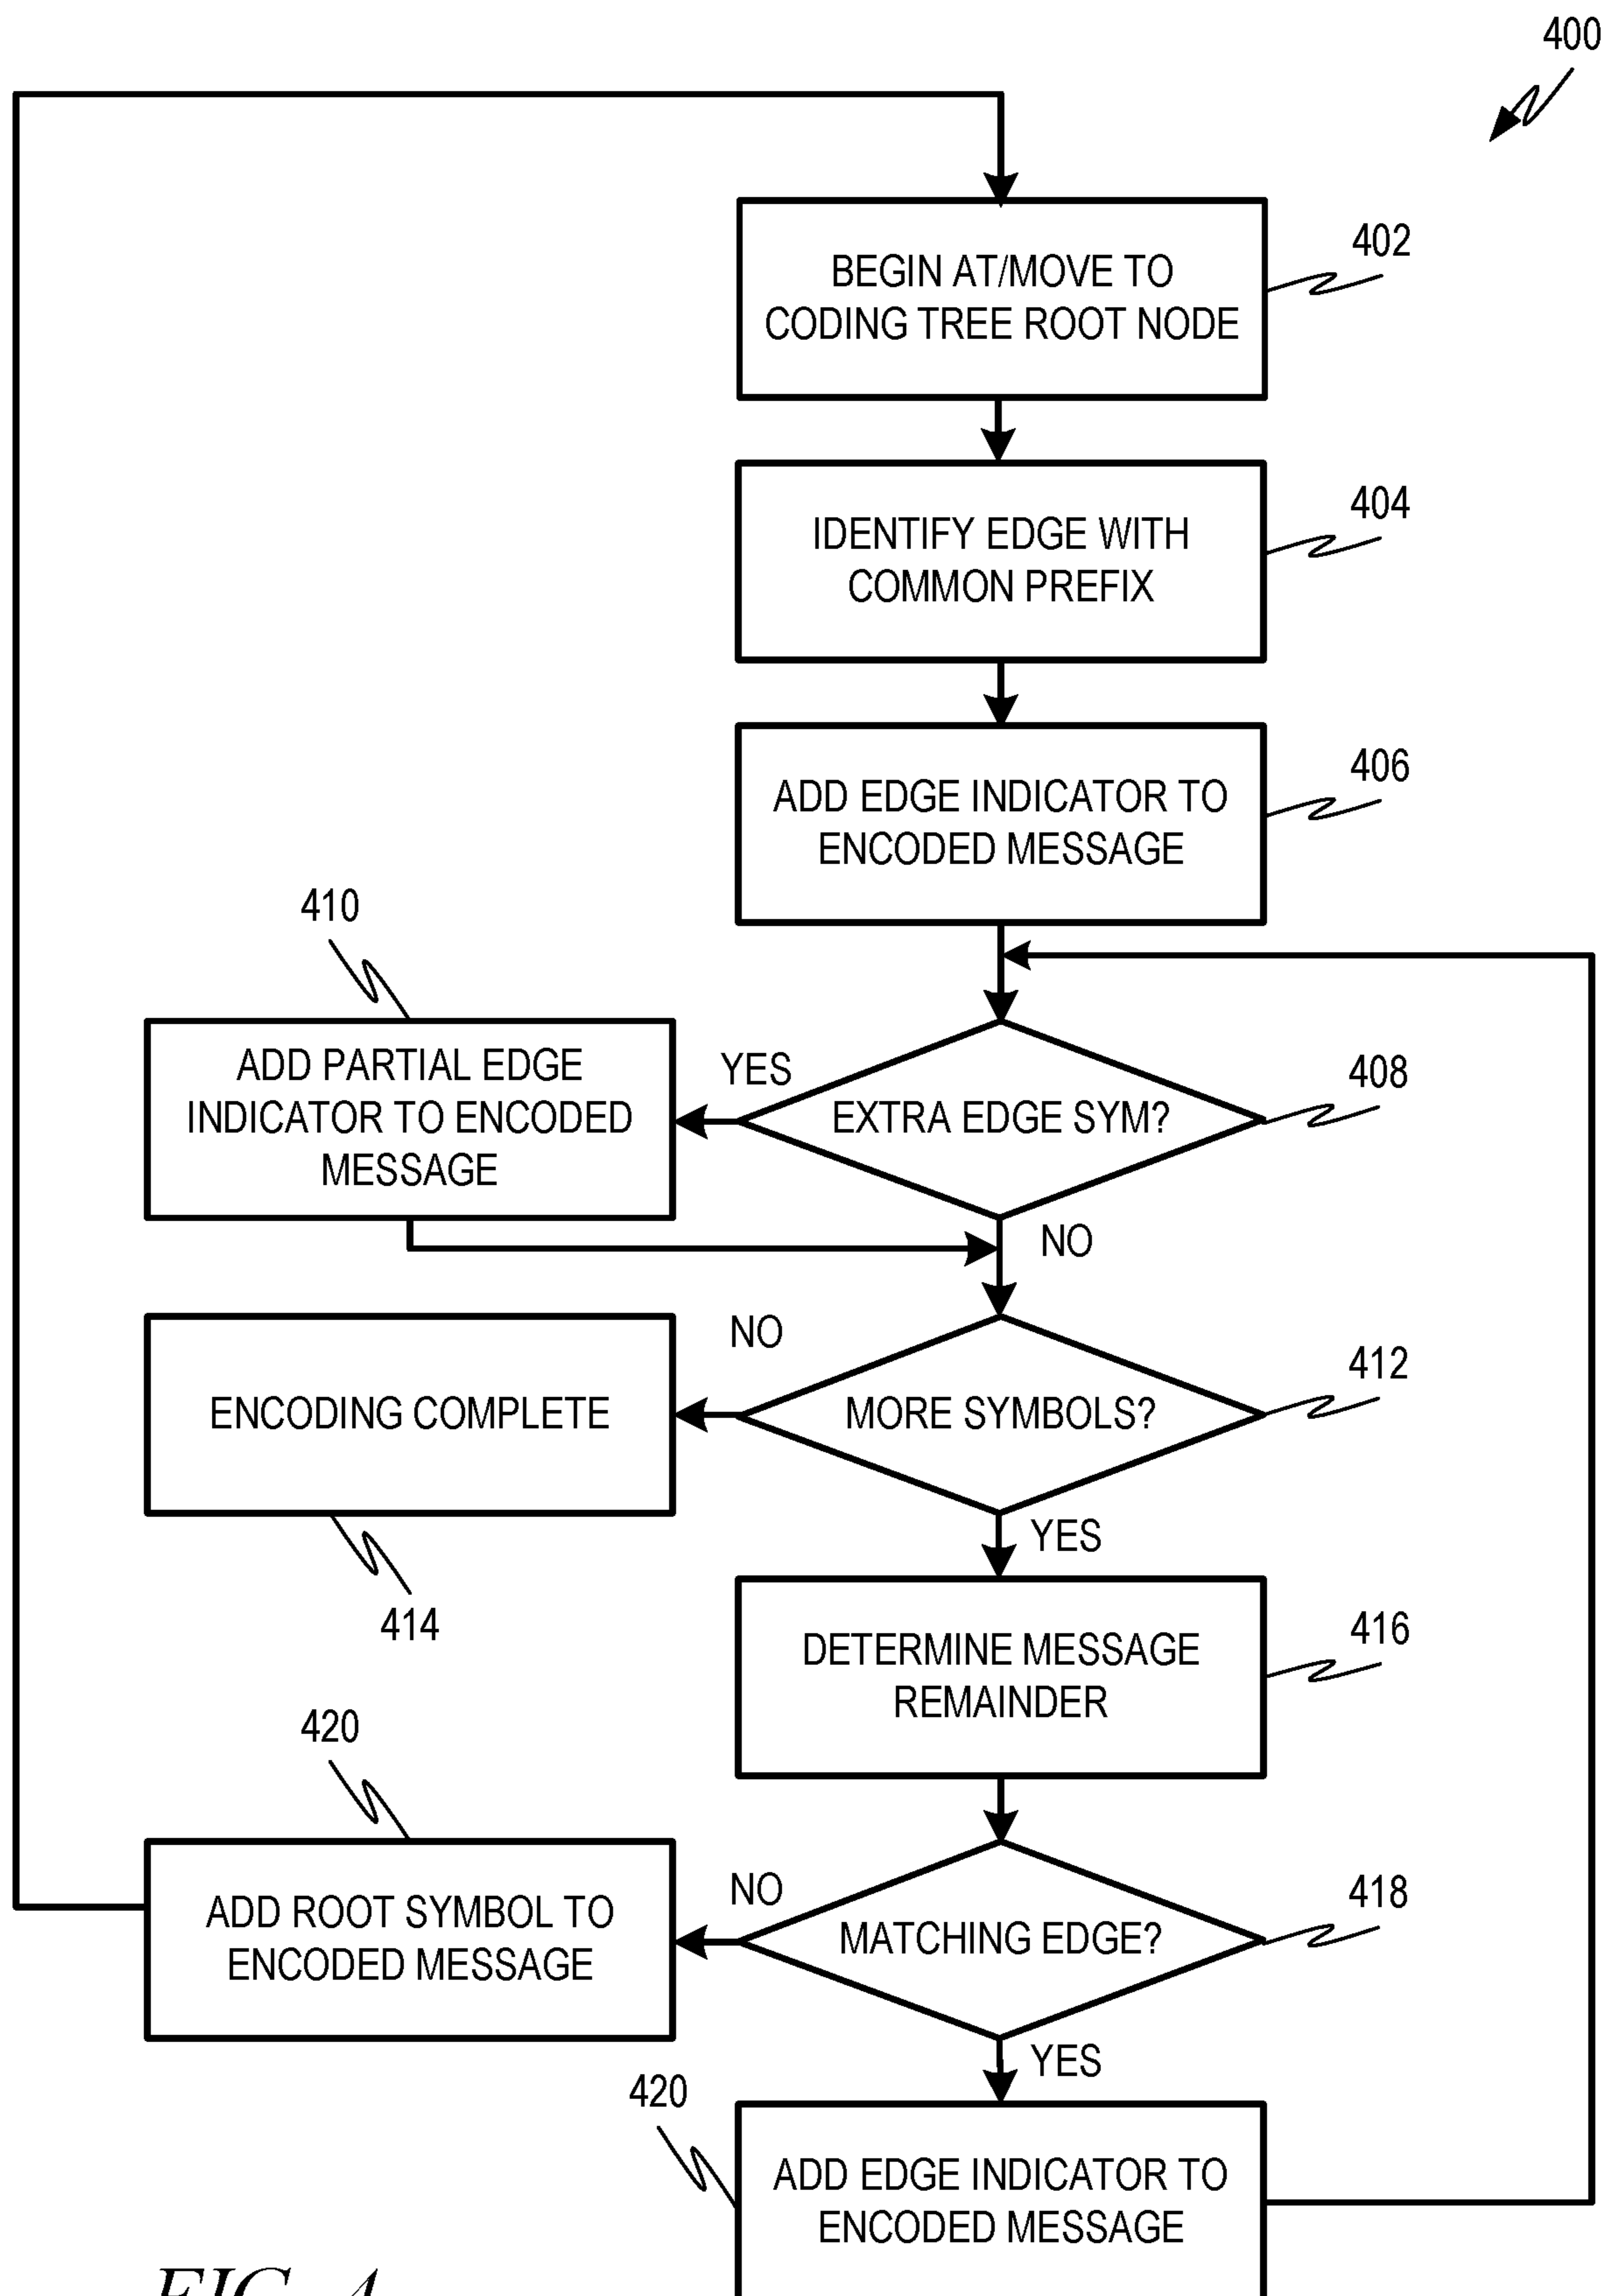 400
BEGIN AT/MOVE TO
CODING TREE ROOT NODE
402
IDENTIFY EDGE WITH
COMMON PREFIX
404
ADD EDGE INDICATOR TO
ENCODED MESSAGE
406
410
ADD PARTIAL EDGE
INDICATOR TO ENCODED
MESSAGE
YES
EXTRA EDGE SYM?
408
NO
ENCODING COMPLETE
414
NO
MORE SYMBOLS?
412
YES
DETERMINE MESSAGE
REMAINDER
416
420
ADD ROOT SYMBOL TO
ENCODED MESSAGE
NO
MATCHING EDGE?
418
YES
420
ADD EDGE INDICATOR TO
ENCODED MESSAGE
FIG. 4